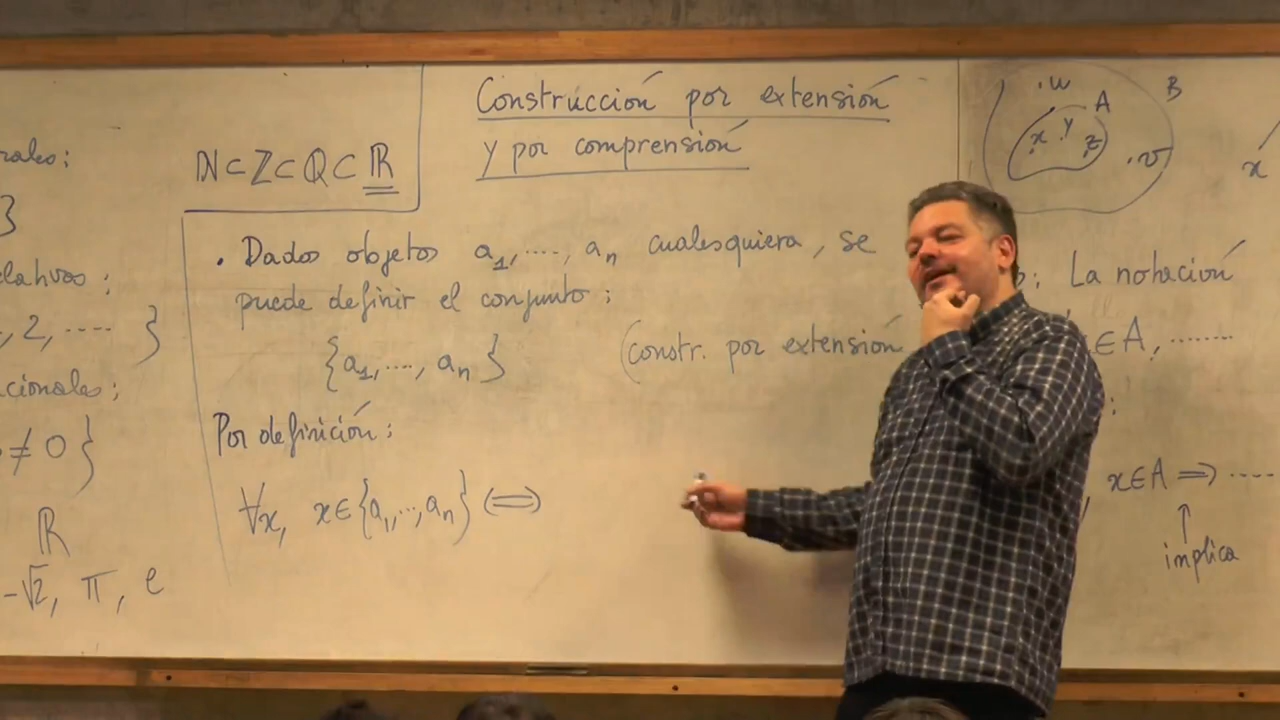 rales:
}
elativos:
, 2, ..... }
cionales:
≠ 0 }
ℝ
-√2, π, e
ℕ ⊂ ℤ ⊂ ℚ ⊂ ℝ
Construcción por extensión
y por comprensión
. Dados objetos a₁, ...., aₙ cualesquiera, se
puede definir el conjunto:
{a₁, ..., aₙ} (constr. por extensión
Por definición:
∀x, x ∈ {a₁, .., aₙ} ⇔
.w A B
x y z .v
x
: La notación
∈ A, .......
:
x ∈ A ⇒ ....
↑
implica